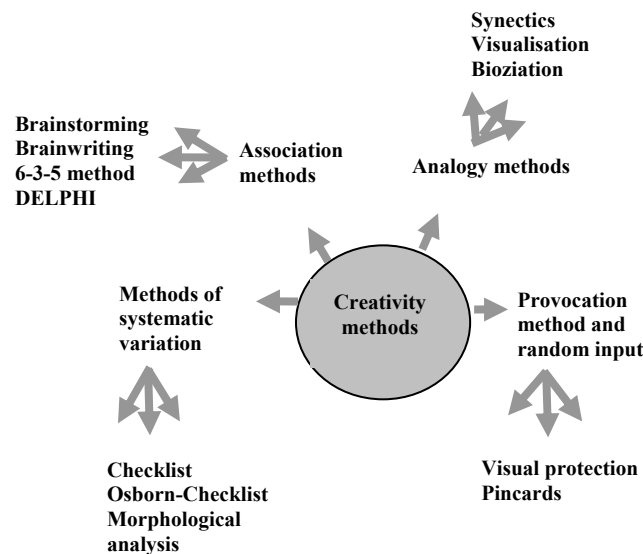 Synectics
Visualisation
Bioziation
Brainstorming
Brainwriting
6-3-5 method
DELPHI
Association
methods
Analogy methods
Methods of
systematic
variation
Creativity
methods
Provocation
method and
random input
Checklist
Osborn-Checklist
Morphological
analysis
Visual protection
Pincards